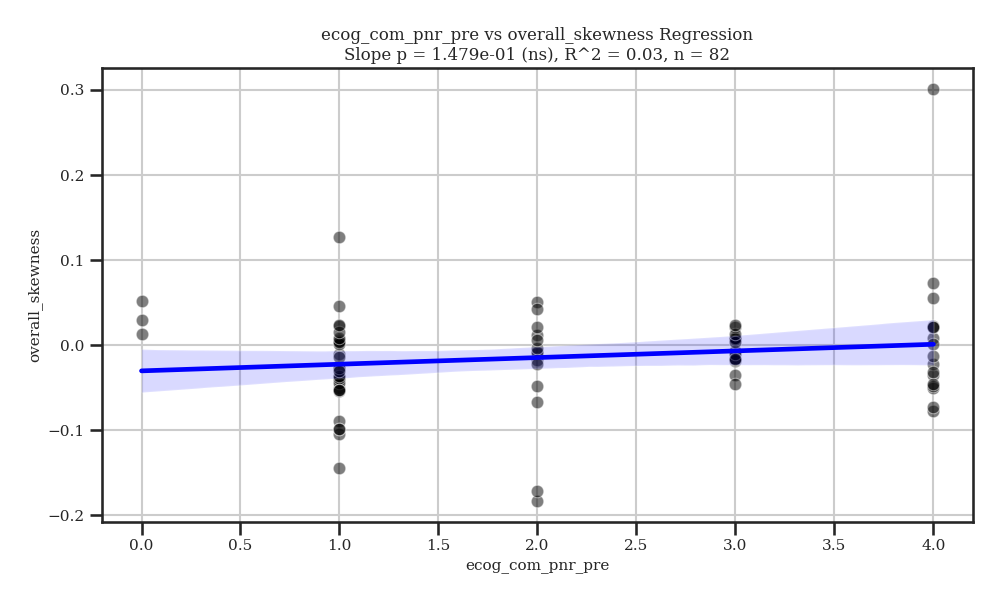 ecog_com_pnr_pre vs overall_skewness Regression
Slope p = 1.479e-01 (ns), R^2 = 0.03, n = 82
0.3
0.2
0.1
0.0
−0.1
−0.2
overall_skewness
0.0 0.5 1.0 1.5 2.0 2.5 3.0 3.5 4.0
ecog_com_pnr_pre